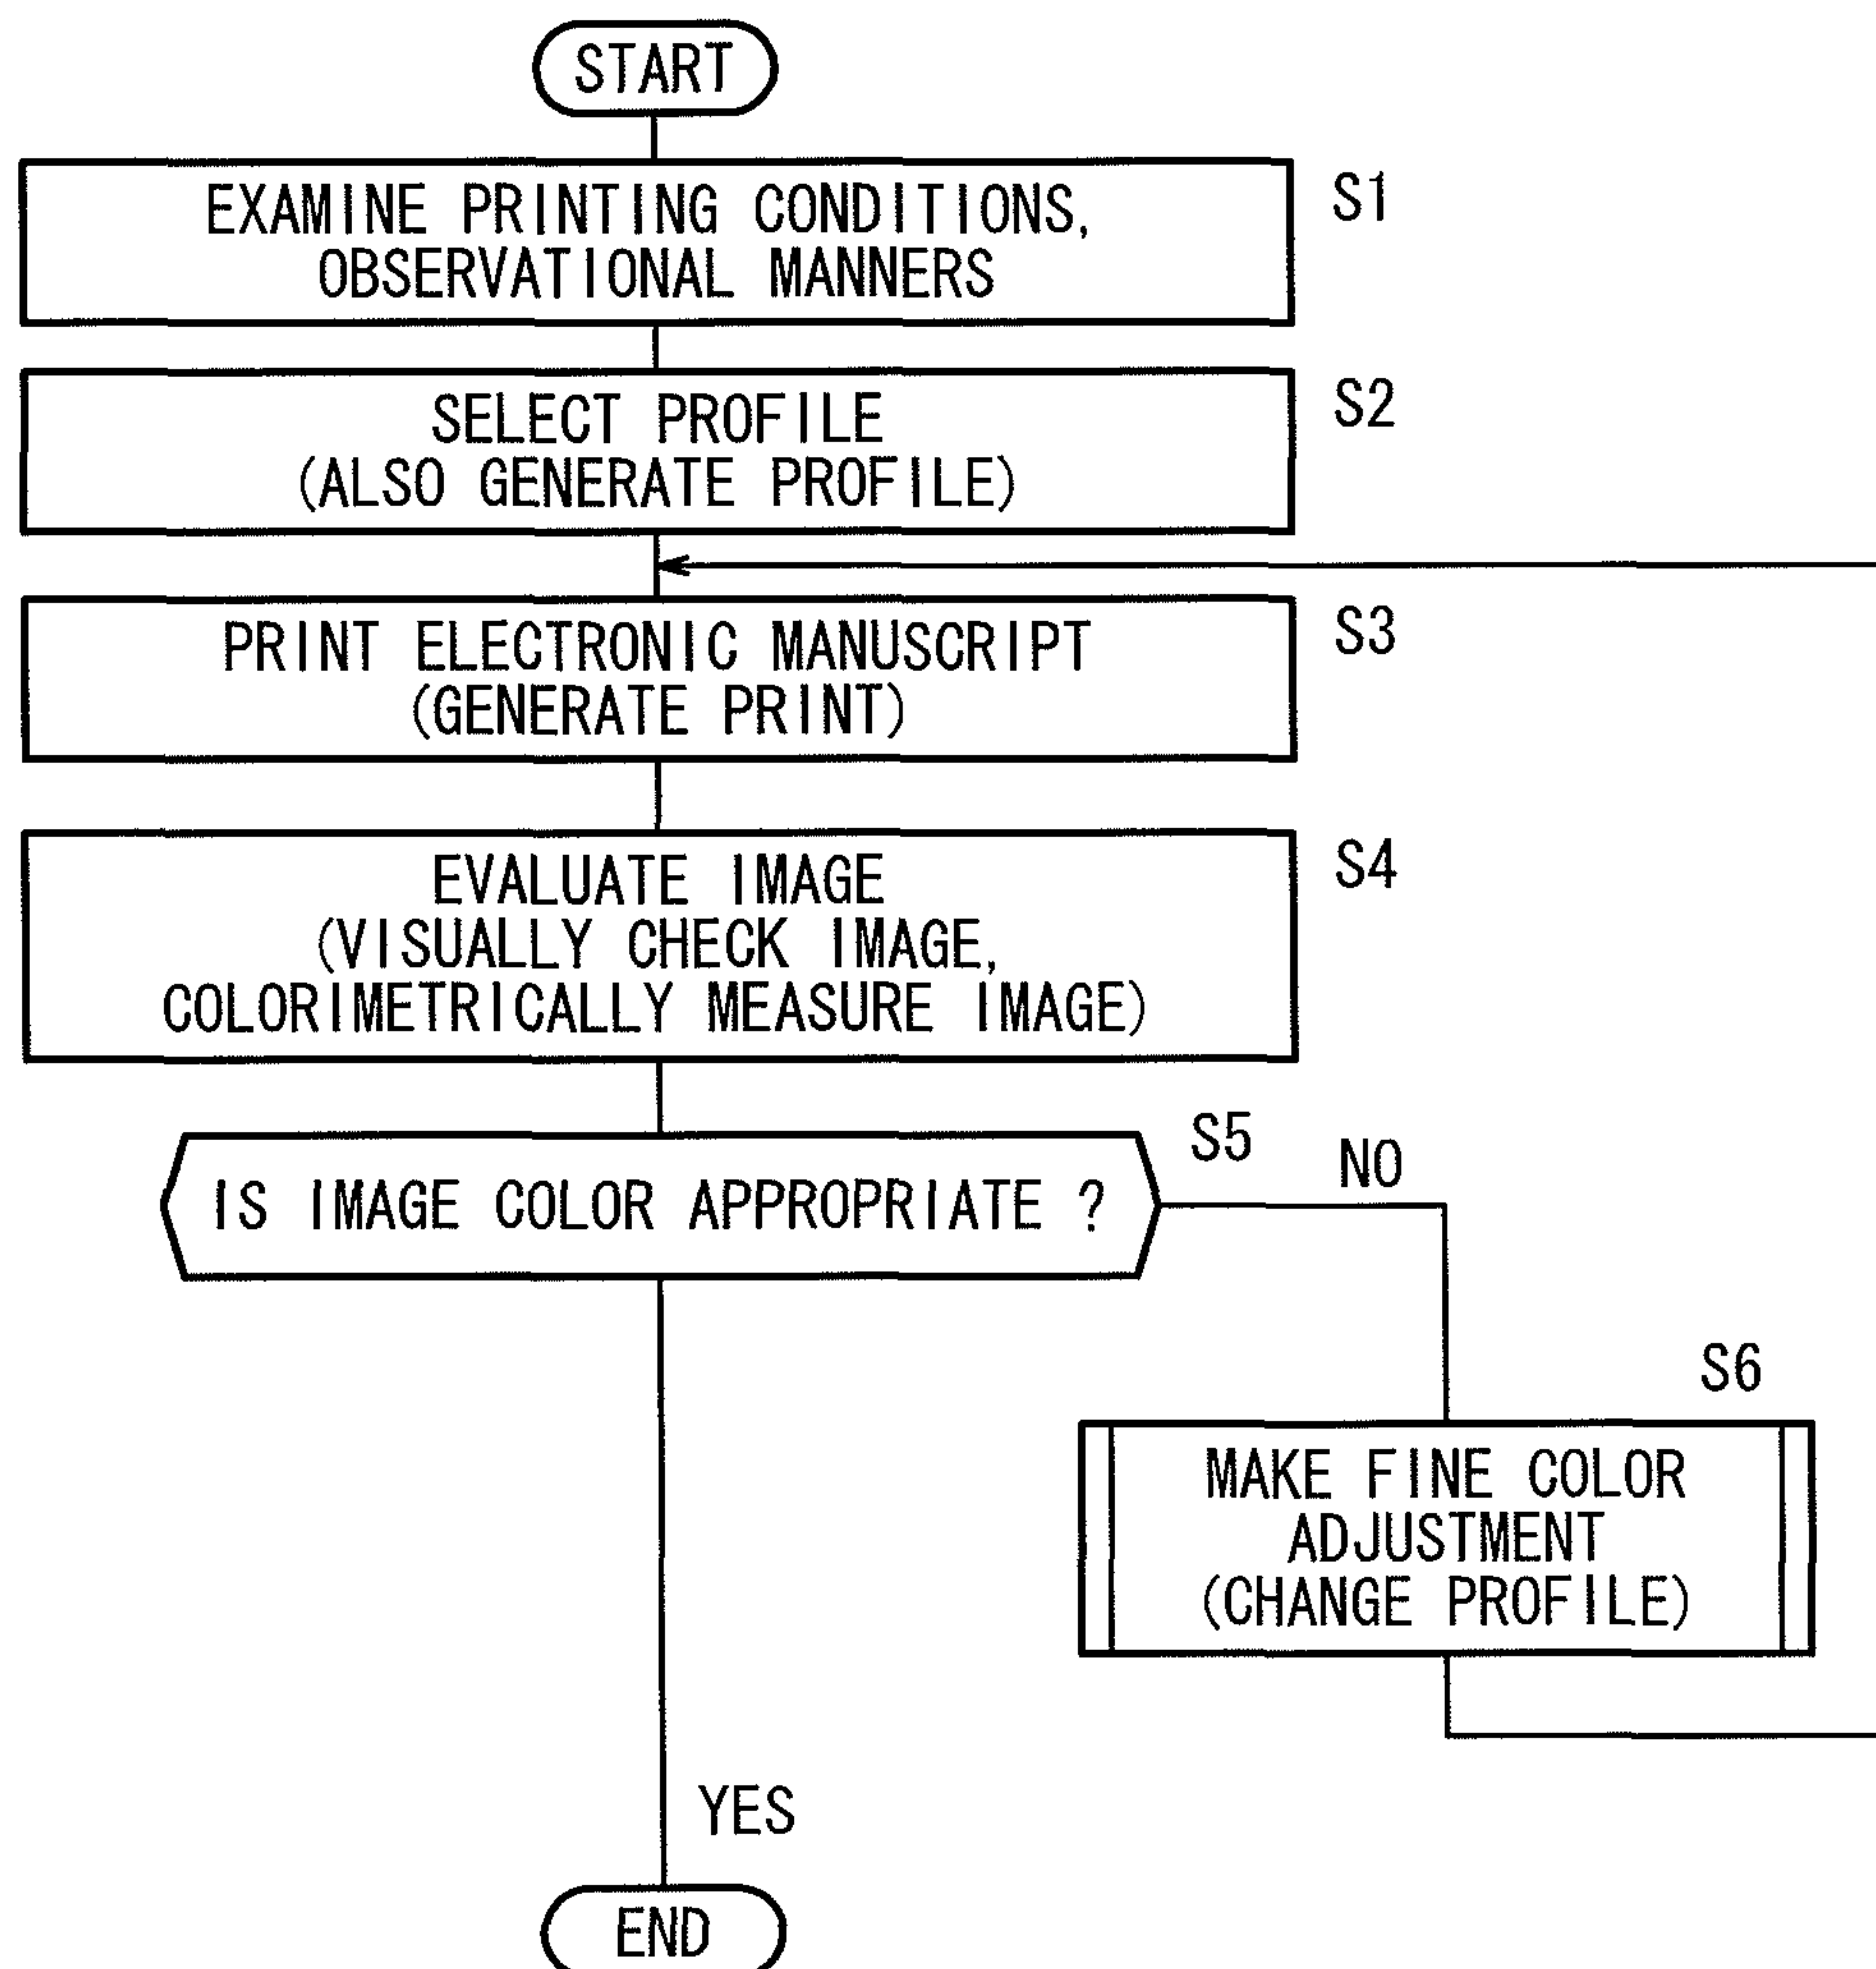 START
EXAMINE PRINTING CONDITIONS,
OBSERVATIONAL MANNERS
S1
SELECT PROFILE
(ALSO GENERATE PROFILE)
S2
PRINT ELECTRONIC MANUSCRIPT
(GENERATE PRINT)
S3
EVALUATE IMAGE
(VISUALLY CHECK IMAGE,
COLORIMETRICALLY MEASURE IMAGE)
S4
IS IMAGE COLOR APPROPRIATE ?
S5
NO
S6
MAKE FINE COLOR
ADJUSTMENT
(CHANGE PROFILE)
YES
END